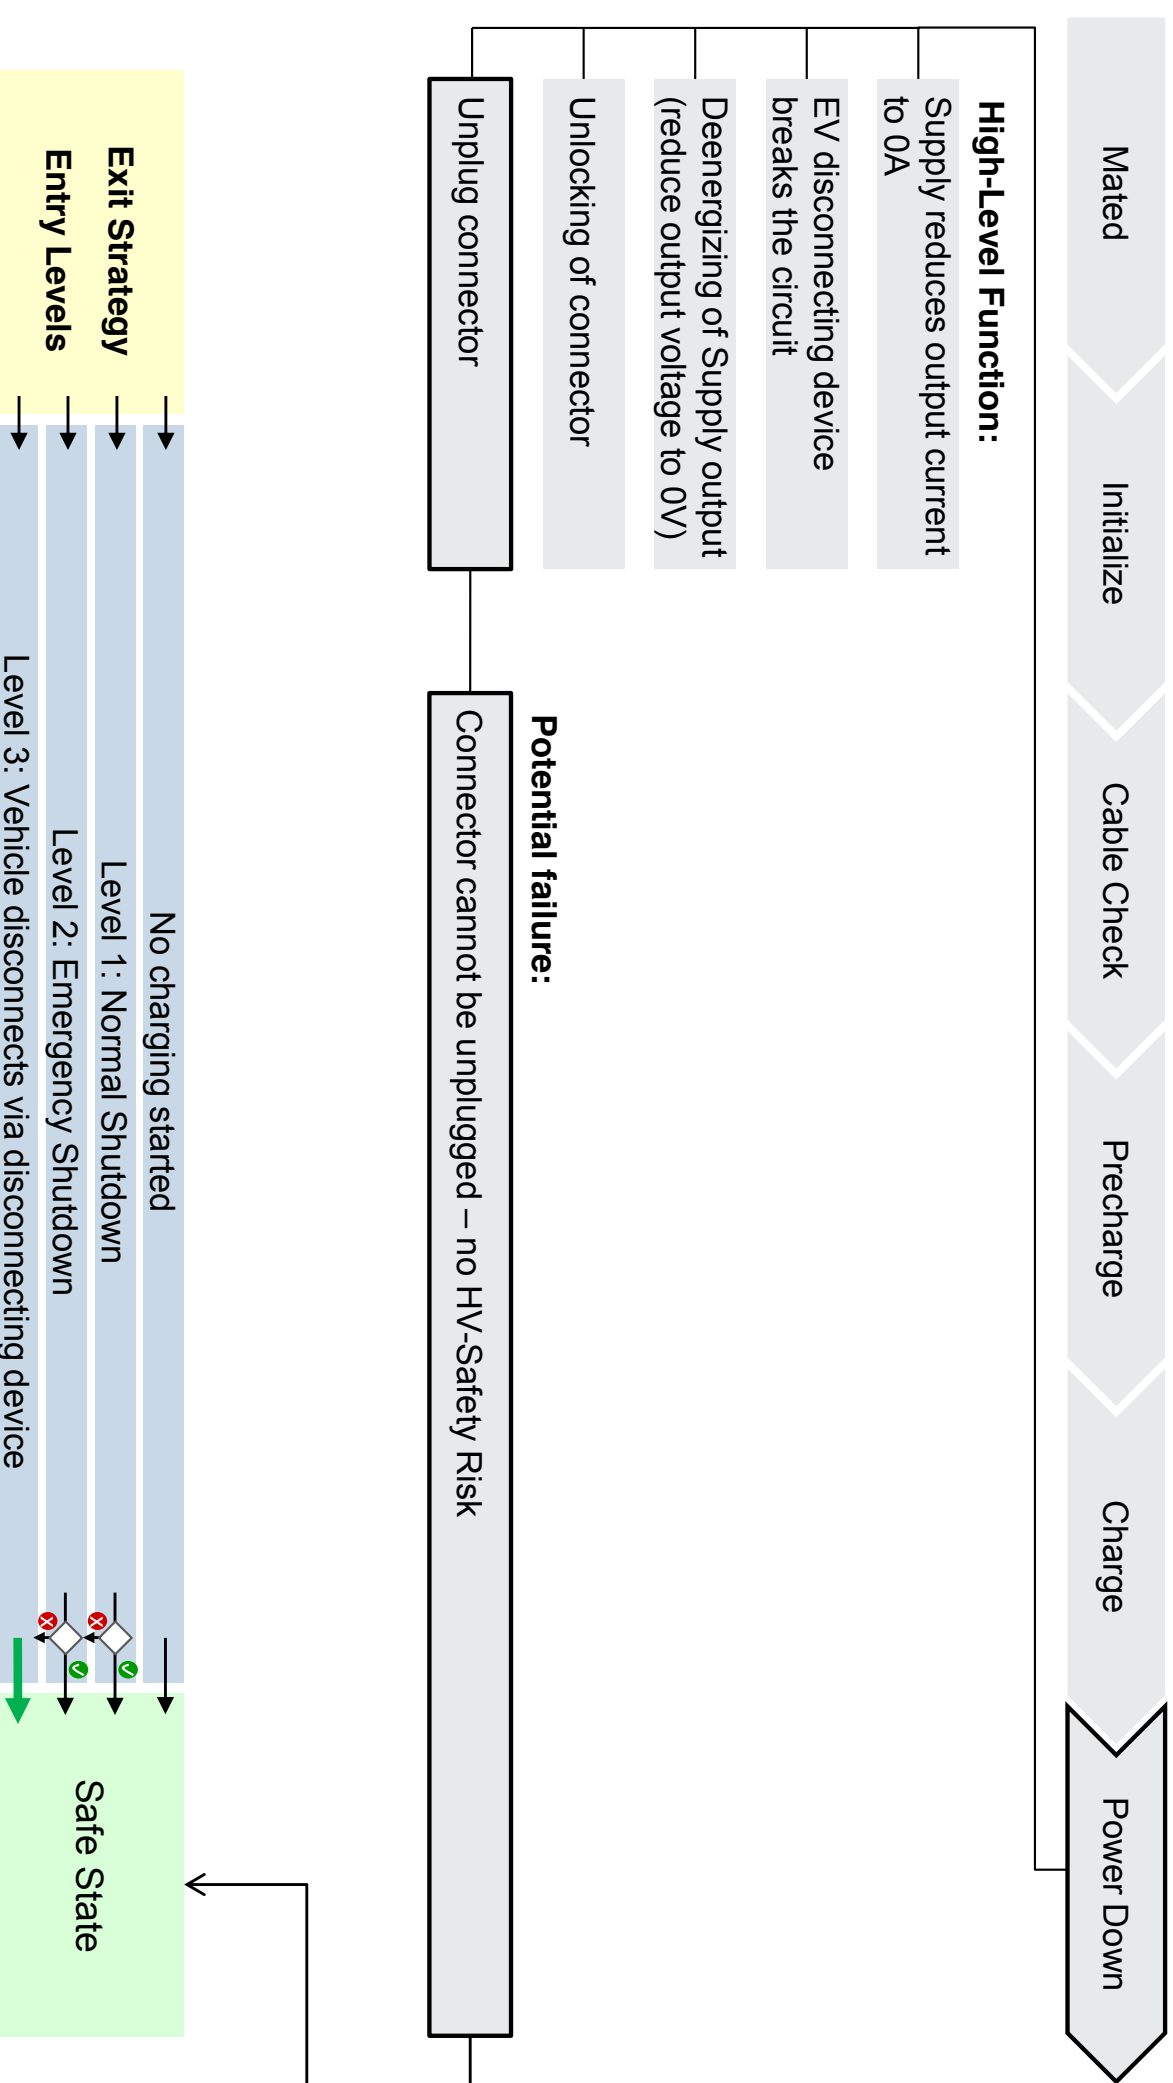 Mated
Initialize
Cable Check
Precharge
Charge
Power Down
High-Level Function:
Supply reduces output current
to 0A
EV disconnecting device
breaks the circuit
Deenergizing of Supply output
(reduce output voltage to 0V)
Unlocking of connector
Unplug connector
Potential failure:
Connector cannot be unplugged – no HV-Safety Risk
Exit Strategy
Entry Levels
No charging started
Level 1: Normal Shutdown
Level 2: Emergency Shutdown
Level 3: Vehicle disconnects via disconnecting device
Safe State